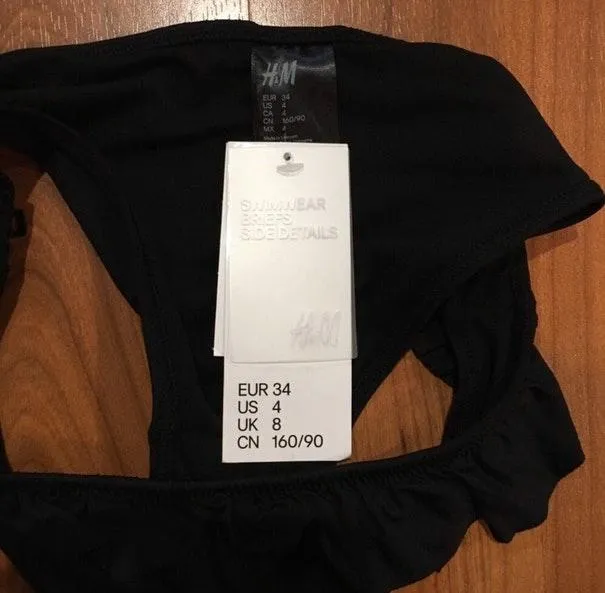 H&M
EUR 34
US 4
CA 4
CN 160/90
MX 4
SWIMWEAR
BRIEFS
SIDE DETAILS
H&M
EUR 34
US 4
UK 8
CN 160/90